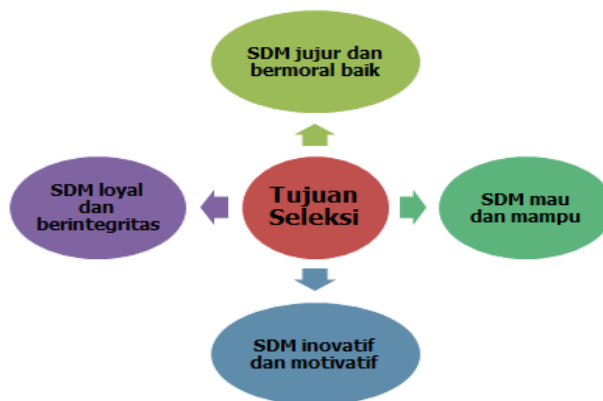 SDM jujur dan
bermoral baik
SDM loyal
dan
berintegritas
Tujuan
Seleksi
SDM mau
dan mampu
SDM inovatif
dan motivatif